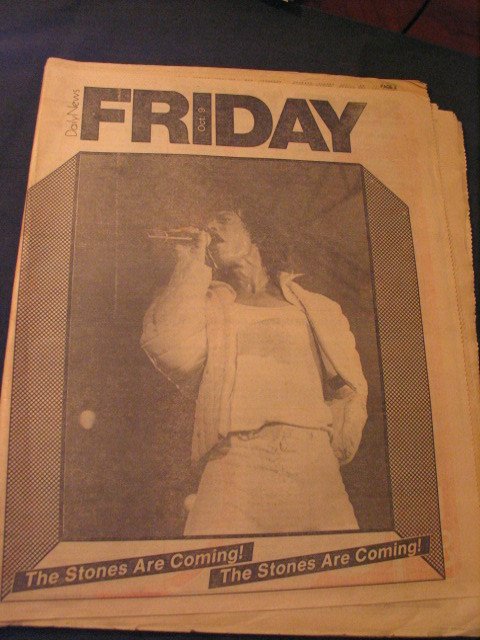 Daily News
FRIDAY
Oct. 9
The Stones Are Coming!
The Stones Are Coming!